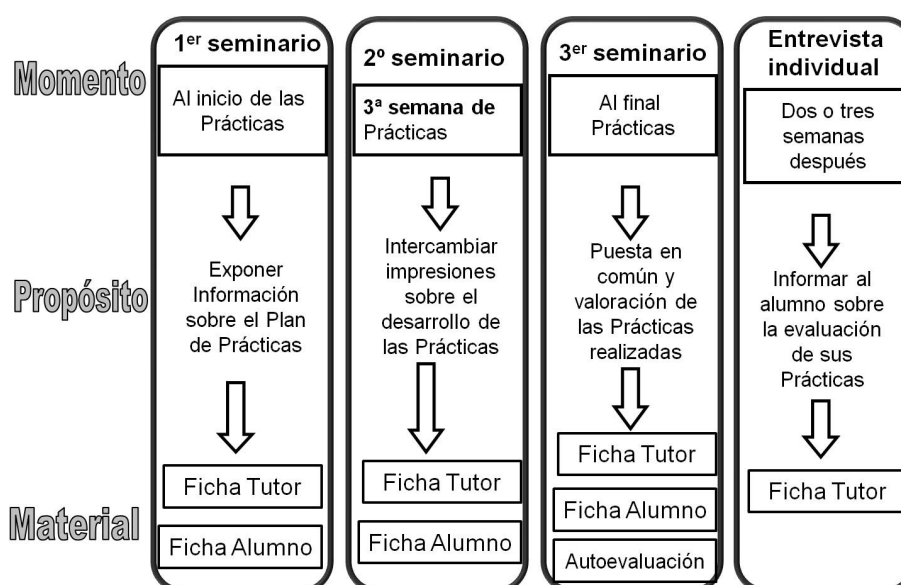 Momento
Propósito
Material
1er seminario
Al inicio de las
Prácticas
Exponer
Información
sobre el Plan
de Prácticas
Ficha Tutor
Ficha Alumno
2º seminario
3ª semana de
Prácticas
Intercambiar
impresiones
sobre el
desarrollo de
las Prácticas
Ficha Tutor
Ficha Alumno
3er seminario
Al final
Prácticas
Puesta en
común y
valoración de
las Prácticas
realizadas
Ficha Tutor
Ficha Alumno
Autoevaluación
Entrevista
individual
Dos o tres
semanas
después
Informar al
alumno sobre
la evaluación
de sus
Prácticas
Ficha Tutor